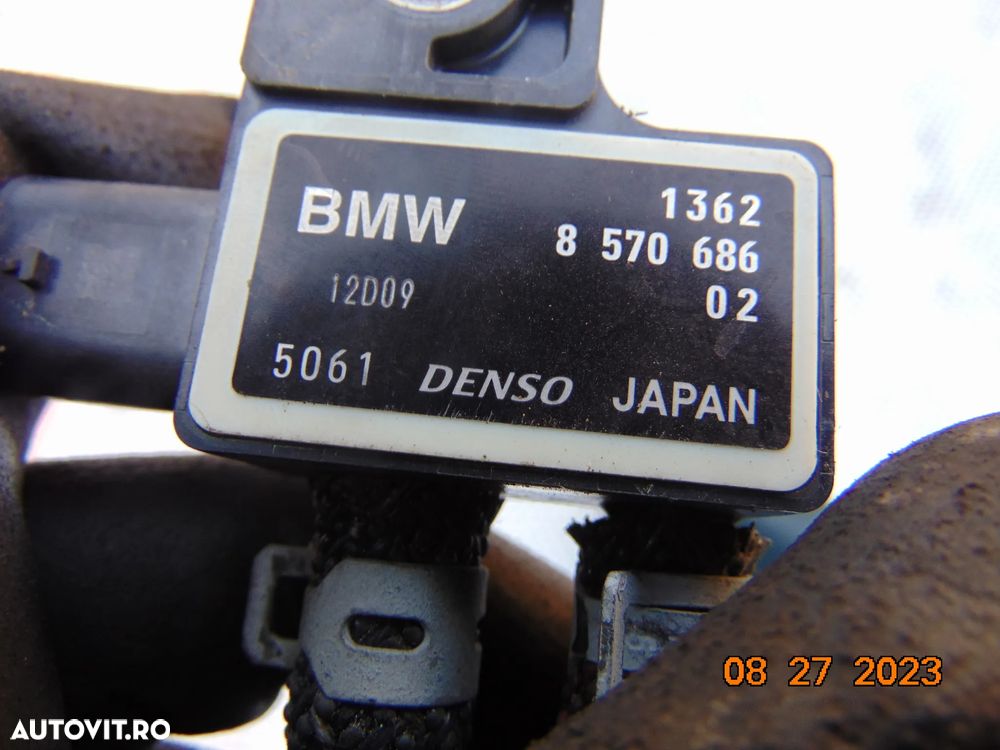 BMW 1362
8 570 686
12D09 02
5061 DENSO JAPAN
08 27 2023
AUTOVIT.RO